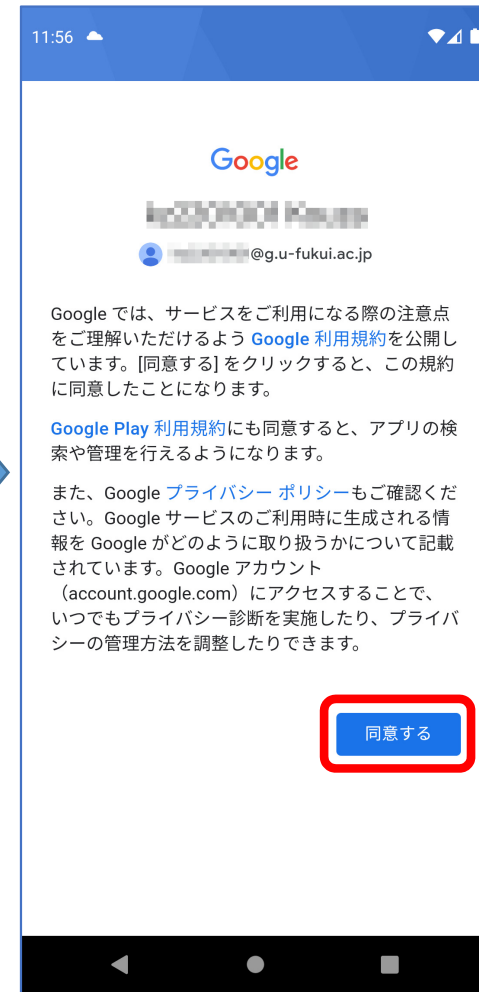 11:56
Google
@g.u-fukui.ac.jp
Google では、サービスをご利用になる際の注意点
をご理解いただけるよう Google 利用規約を公開し
ています。[同意する] をクリックすると、この規約
に同意したことになります。
Google Play 利用規約にも同意すると、アプリの検
索や管理を行えるようになります。
また、Google プライバシー ポリシーもご確認くだ
さい。Google サービスのご利用時に生成される情
報を Google がどのように取り扱うかについて記載
されています。Google アカウント
（account.google.com）にアクセスすることで、
いつでもプライバシー診断を実施したり、プライバ
シーの管理方法を調整したりできます。
同意する